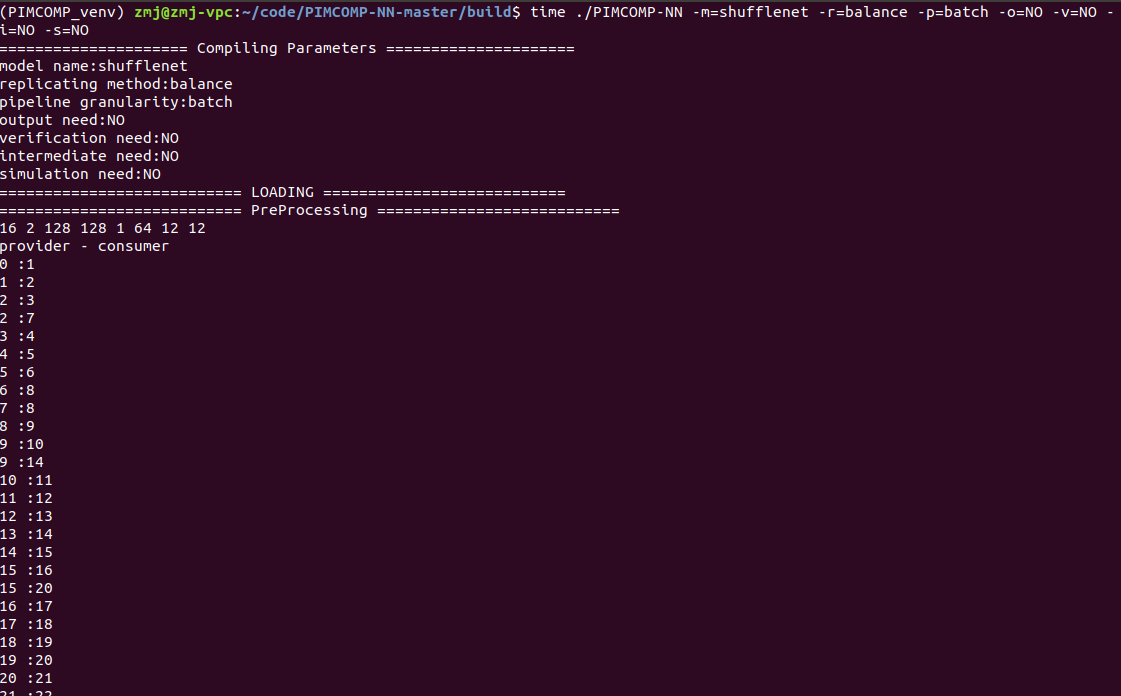 (PIMCOMP_venv) zmj@zmj-vpc:~/code/PIMCOMP-NN-master/build$ time ./PIMCOMP-NN -m=shufflenet -r=balance -p=batch -o=NO -v=NO -
i=NO -s=NO
===================== Compiling Parameters =====================
model name:shufflenet
replicating method:balance
pipeline granularity:batch
output need:NO
verification need:NO
intermediate need:NO
simulation need:NO
=========================== LOADING ===========================
=========================== PreProcessing ===========================
16 2 128 128 1 64 12 12
provider - consumer
0 :1
1 :2
2 :3
2 :7
3 :4
4 :5
5 :6
6 :8
7 :8
8 :9
9 :10
9 :14
10 :11
11 :12
12 :13
13 :14
14 :15
15 :16
15 :20
16 :17
17 :18
18 :19
19 :20
20 :21
21 :22